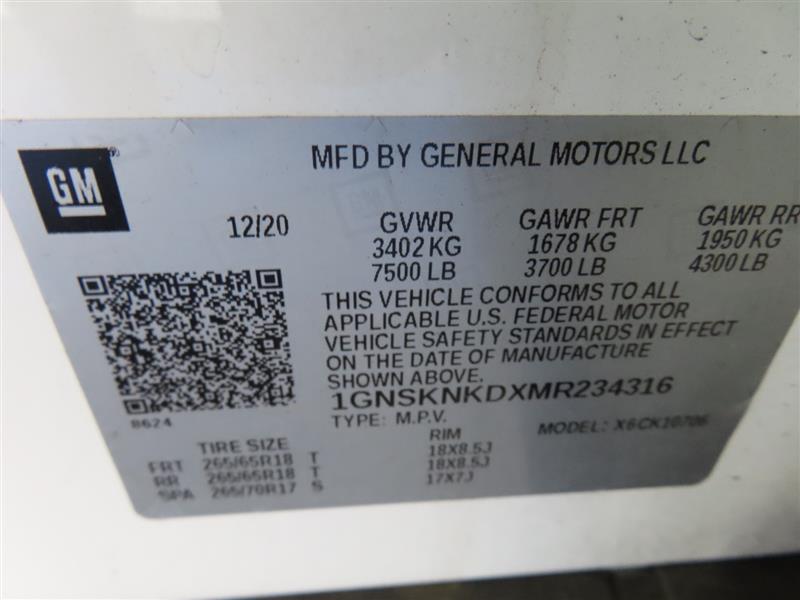 GM
MFD BY GENERAL MOTORS LLC
12/20 GVWR GAWR FRT GAWR RR
3402 KG 1678 KG 1950 KG
7500 LB 3700 LB 4300 LB
THIS VEHICLE CONFORMS TO ALL
APPLICABLE U.S. FEDERAL MOTOR
VEHICLE SAFETY STANDARDS IN EFFECT
ON THE DATE OF MANUFACTURE
SHOWN ABOVE.
1GNSKNKDXMR234316
8624
TYPE: M.P.V. MODEL: X6CK10706
TIRE SIZE RIM
FRT 265/65R18 T 18X8.5J
RR 265/65R18 T 18X8.5J
SPA 265/70R17 S 17X7J